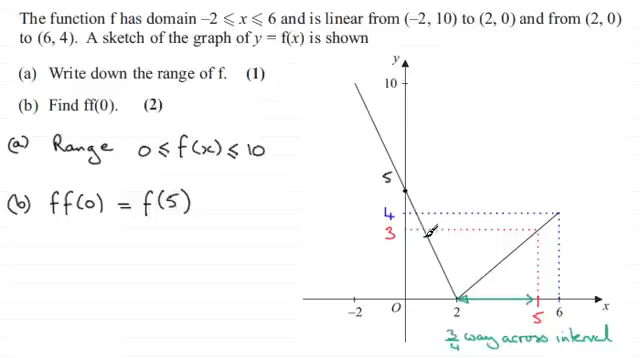 The function f has domain –2 ⩽ x ⩽ 6 and is linear from (–2, 10) to (2, 0) and from (2, 0)
to (6, 4). A sketch of the graph of y = f(x) is shown
(a) Write down the range of f. (1)
(b) Find ff(0). (2)
(a) Range 0 ⩽ f(x) ⩽ 10
(b) ff(0) = f(5)
y
10
5
4
3
–2
O
2
5
6
x
3/4 way across interval